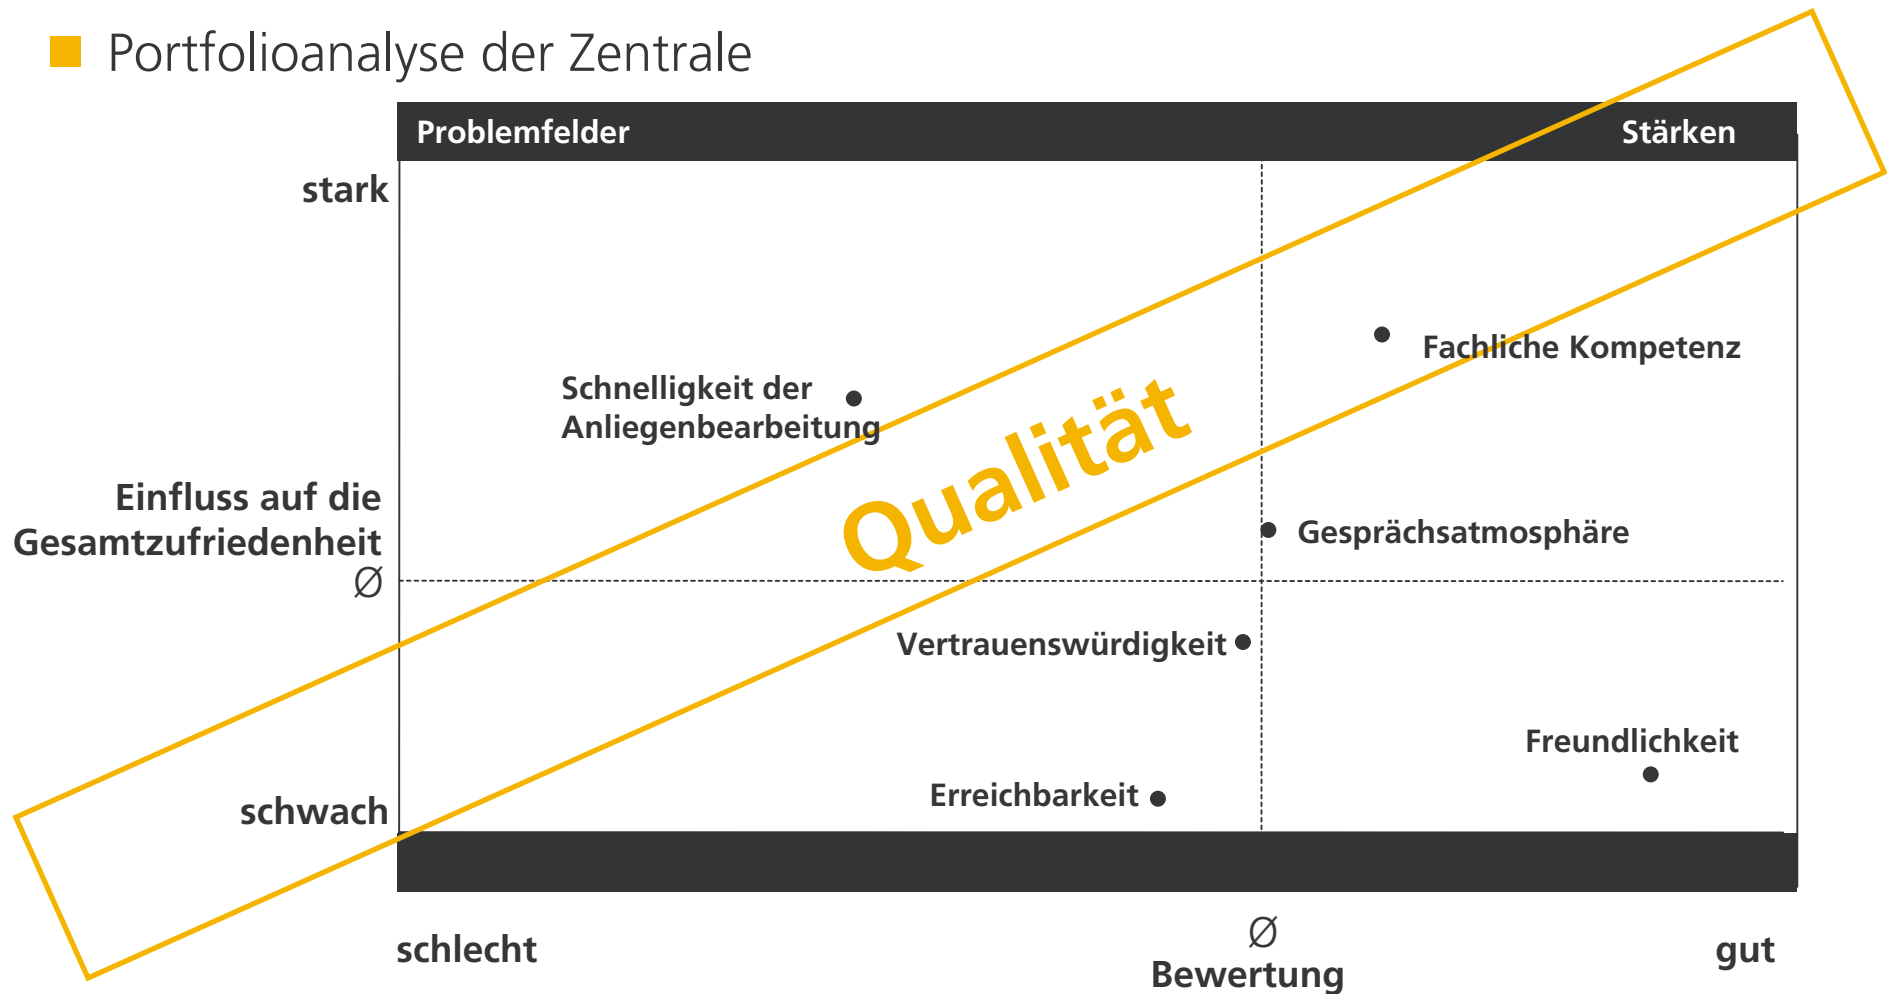 Portfolioanalyse der Zentrale
Problemfelder
Stärken
stark
Fachliche Kompetenz
Schnelligkeit der
Anliegenbearbeitung
Qualität
Einfluss auf die
Gesamtzufriedenheit
Gesprächsatmosphäre
Ø
Vertrauenswürdigkeit
Freundlichkeit
Erreichbarkeit
schwach
schlecht
Ø
Bewertung
gut